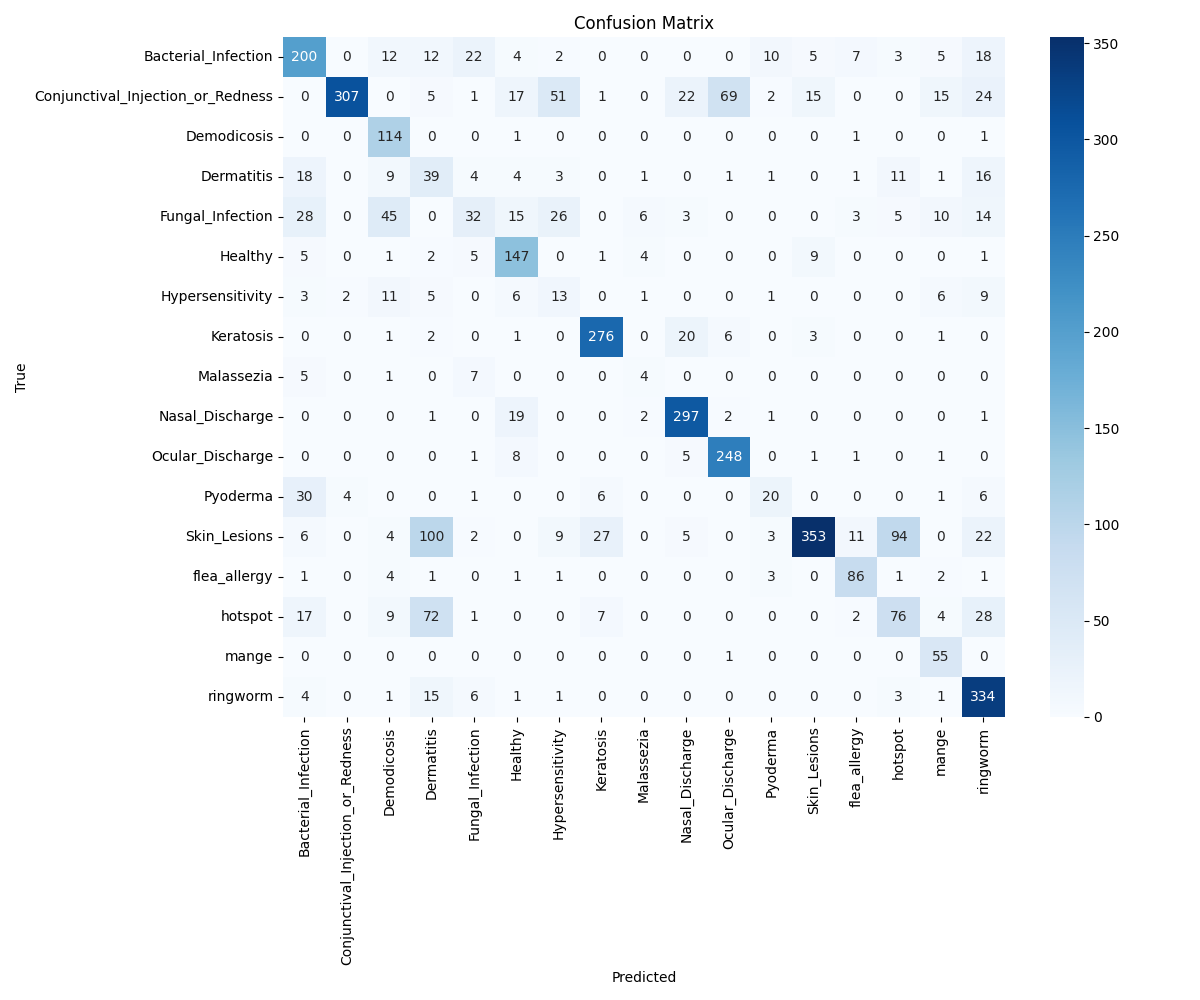 Confusion Matrix
Bacterial_Infection 200 0 12 12 22 4 2 0 0 0 0 10 5 7 3 5 18
Conjunctival_Injection_or_Redness 0 307 0 5 1 17 51 1 0 22 69 2 15 0 0 15 24
Demodicosis 0 0 114 0 0 1 0 0 0 0 0 0 0 1 0 0 1
Dermatitis 18 0 9 39 4 4 3 0 1 0 1 1 0 1 11 1 16
Fungal_Infection 28 0 45 0 32 15 26 0 6 3 0 0 0 3 5 10 14
Healthy 5 0 1 2 5 147 0 1 4 0 0 0 9 0 0 0 1
Hypersensitivity 3 2 11 5 0 6 13 0 1 0 0 1 0 0 0 6 9
Keratosis 0 0 1 2 0 1 0 276 0 20 6 0 3 0 0 1 0
Malassezia 5 0 1 0 7 0 0 0 4 0 0 0 0 0 0 0 0
Nasal_Discharge 0 0 0 1 0 19 0 0 2 297 2 1 0 0 0 0 1
Ocular_Discharge 0 0 0 0 1 8 0 0 0 5 248 0 1 1 0 1 0
Pyoderma 30 4 0 0 1 0 0 6 0 0 0 20 0 0 0 1 6
Skin_Lesions 6 0 4 100 2 0 9 27 0 5 0 3 353 11 94 0 22
flea_allergy 1 0 4 1 0 1 1 0 0 0 0 3 0 86 1 2 1
hotspot 17 0 9 72 1 0 0 7 0 0 0 0 0 2 76 4 28
mange 0 0 0 0 0 0 0 0 0 0 1 0 0 0 0 55 0
ringworm 4 0 1 15 6 1 1 0 0 0 0 0 0 0 3 1 334
True
Bacterial_Infection
Conjunctival_Injection_or_Redness
Demodicosis
Dermatitis
Fungal_Infection
Healthy
Hypersensitivity
Keratosis
Malassezia
Nasal_Discharge
Ocular_Discharge
Pyoderma
Skin_Lesions
flea_allergy
hotspot
mange
ringworm
Predicted
350
300
250
200
150
100
50
0